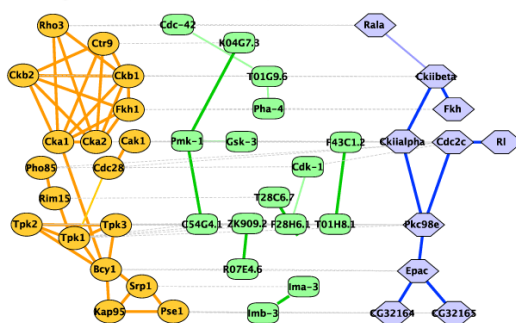 Rho3 Cdc-42 Rala
Ctr9 K04G7.3
Ckb2 Ckb1 T01G9.6 Ckiibeta
Fkh1 Pha-4 Fkh
Cka1 Cka2 Cak1 Pmk-1 Gsk-3 F43C1.2 Ckiialpha Cdc2c Rl
Pho85 Cdc28 Cdk-1
Rim15 T28C6.7
Tpk2 Tpk3 C54G4.1 ZK909.2 F28H6.1 T01H8.1 Pkc98e
Tpk1
Bcy1 R07E4.6 Epac
Srp1 Ima-3 CG32164 CG32165
Kap95 Pse1 Imb-3